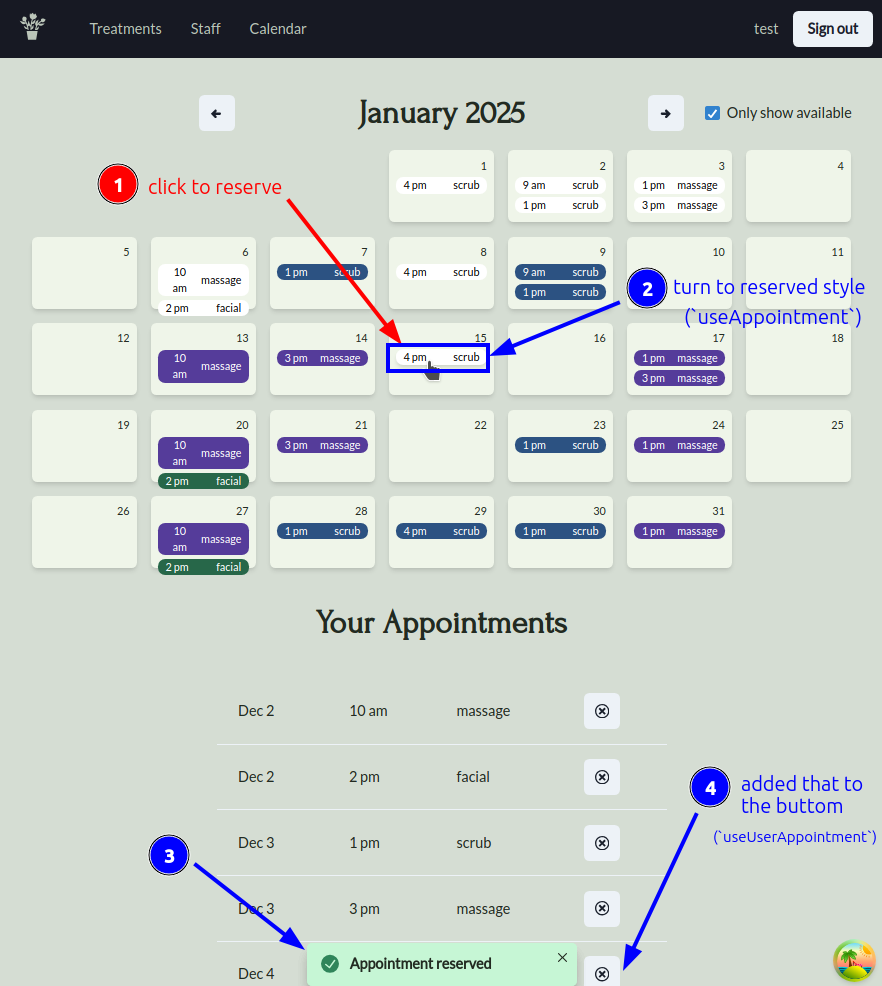 Treatments Staff Calendar test Sign out
January 2025 Only show available
1 click to reserve
1 2 3 4
4 pm scrub 9 am scrub 1 pm massage
1 pm scrub 3 pm massage
5 6 7 8 9 10 11
10 am massage 1 pm scrub 4 pm scrub 9 am scrub
2 pm facial 1 pm scrub
2 turn to reserved style
(`useAppointment`)
12 13 14 15 16 17 18
10 am massage 3 pm massage 4 pm scrub 1 pm massage
3 pm massage
19 20 21 22 23 24 25
10 am massage 3 pm massage 1 pm scrub 1 pm massage
2 pm facial
26 27 28 29 30 31
10 am massage 1 pm scrub 4 pm scrub 1 pm scrub 1 pm massage
2 pm facial
Your Appointments
Dec 2 10 am massage
Dec 2 2 pm facial
4 added that to
the buttom
(`useUserAppointment`)
Dec 3 1 pm scrub
3
Dec 3 3 pm massage
Dec 4
Appointment reserved